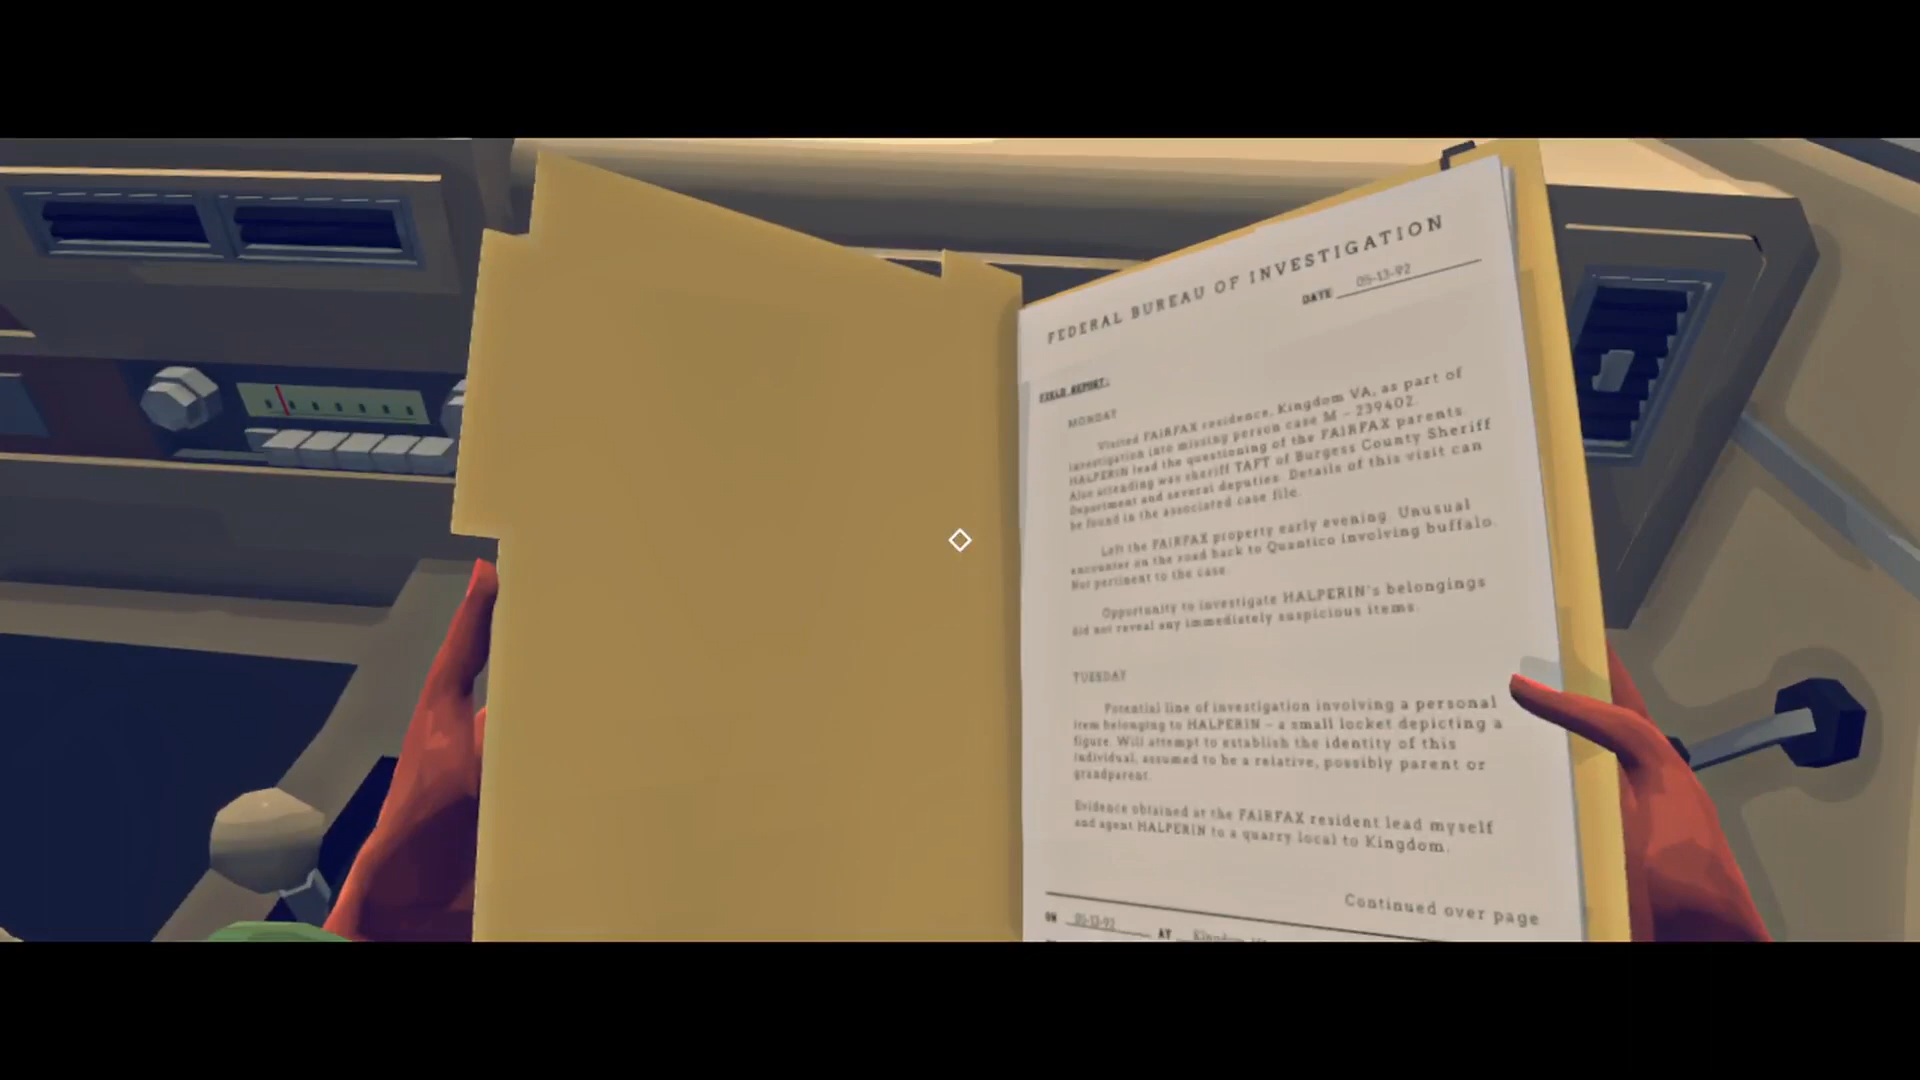 FEDERAL BUREAU OF INVESTIGATION
DATE 05-13-92
FIELD REPORT:
MONDAY
Visited FAIRFAX residence, Kingdom VA, as part of
investigation into missing person case M - 239402.
HALPERIN lead the questioning of the FAIRFAX parents.
Also attending was sheriff TAFT of Burgess County Sheriff
Department and several deputies. Details of this visit can
be found in the associated case file.
Left the FAIRFAX property early evening. Unusual
encounter on the road back to Quantico involving buffalo.
Not pertinent to the case.
Opportunity to investigate HALPERIN's belongings
did not reveal any immediately suspicious items.
TUESDAY
Potential line of investigation involving a personal
item belonging to HALPERIN - a small locket depicting a
figure. Will attempt to establish the identity of this
individual, assumed to be a relative, possibly parent or
grandparent.
Evidence obtained at the FAIRFAX resident lead myself
and agent HALPERIN to a quarry local to Kingdom.
Continued over page
ON 05-13-92 AT Kingdom